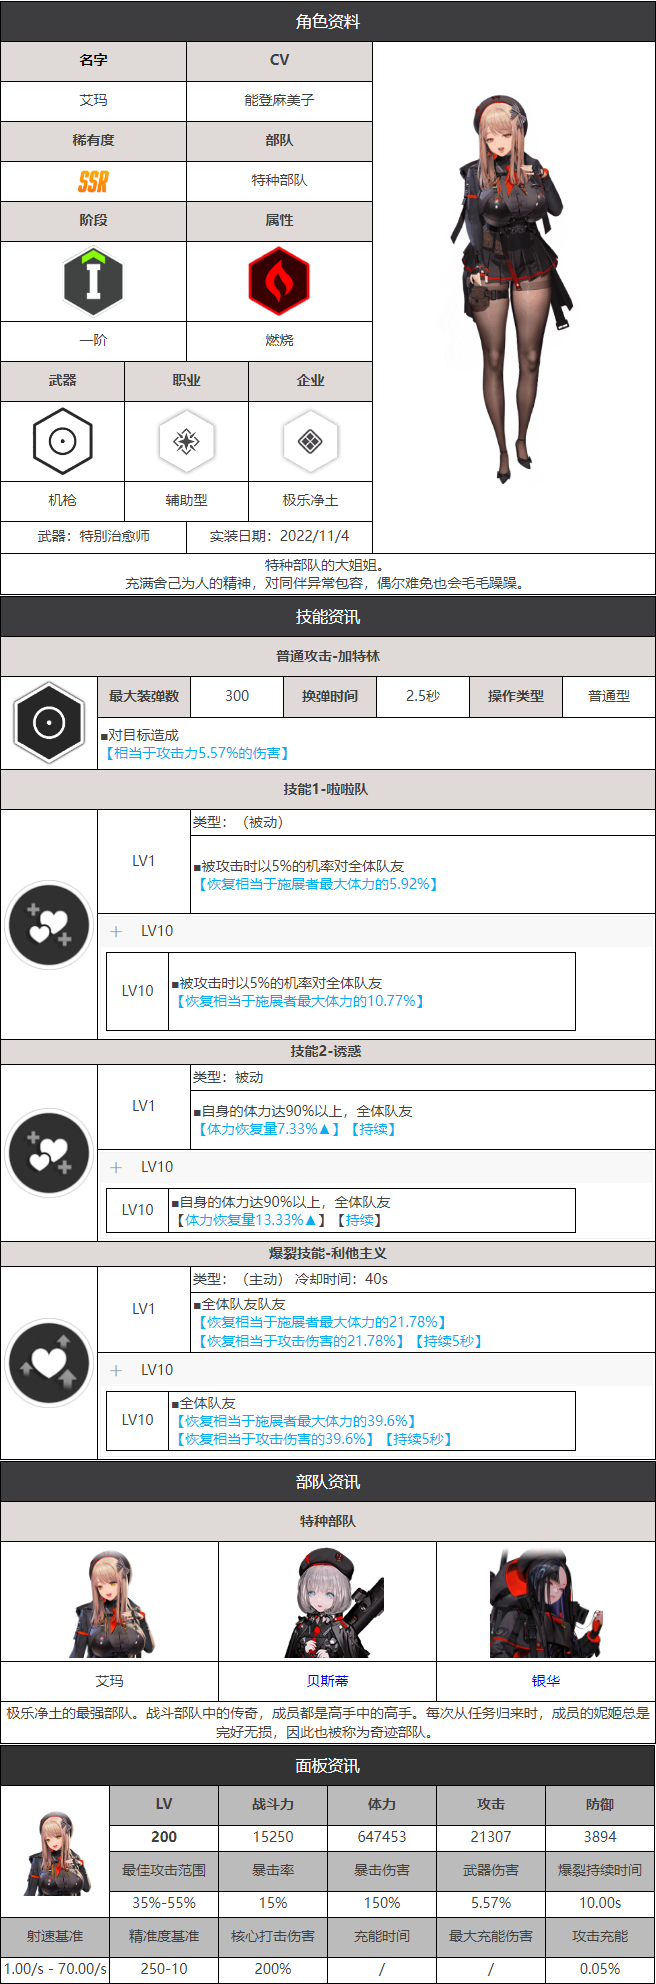 角色资料
名字
CV
艾玛
能登麻美子
稀有度
部队
SSR
特种部队
阶段
属性
I
一阶
燃烧
武器
职业
企业
机枪
辅助型
极乐净土
武器：特别治愈师
实装日期：2022/11/4
特种部队的大姐姐。
充满舍己为人的精神，对同伴异常包容，偶尔难免也会毛毛躁躁。
技能资讯
普通攻击-加特林
最大装弹数
300
换弹时间
2.5秒
操作类型
普通型
■对目标造成
【相当于攻击力5.57%的伤害】
技能1-啦啦队
LV1
类型：（被动）
■被攻击时以5%的机率对全体队友
【恢复相当于施展者最大体力的5.92%】
＋ LV10
LV10
■被攻击时以5%的机率对全体队友
【恢复相当于施展者最大体力的10.77%】
技能2-诱惑
LV1
类型：被动
■自身的体力达90%以上，全体队友
【体力恢复量7.33%▲】【持续】
＋ LV10
LV10
■自身的体力达90%以上，全体队友
【体力恢复量13.33%▲】【持续】
爆裂技能-利他主义
LV1
类型：（主动） 冷却时间：40s
■全体队友队友
【恢复相当于施展者最大体力的21.78%】
【恢复相当于攻击伤害的21.78%】【持续5秒】
＋ LV10
LV10
■全体队友
【恢复相当于施展者最大体力的39.6%】
【恢复相当于攻击伤害的39.6%】【持续5秒】
部队资讯
特种部队
艾玛
贝斯蒂
银华
极乐净土的最强部队。战斗部队中的传奇，成员都是高手中的高手。每次从任务归来时，成员的妮姬总是
完好无损，因此也被称为奇迹部队。
面板资讯
LV
战斗力
体力
攻击
防御
200
15250
647453
21307
3894
最佳攻击范围
暴击率
暴击伤害
武器伤害
爆裂持续时间
35%-55%
15%
150%
5.57%
10.00s
射速基准
精准度基准
核心打击伤害
充能时间
最大充能伤害
攻击充能
1.00/s - 70.00/s
250-10
200%
/
/
0.05%